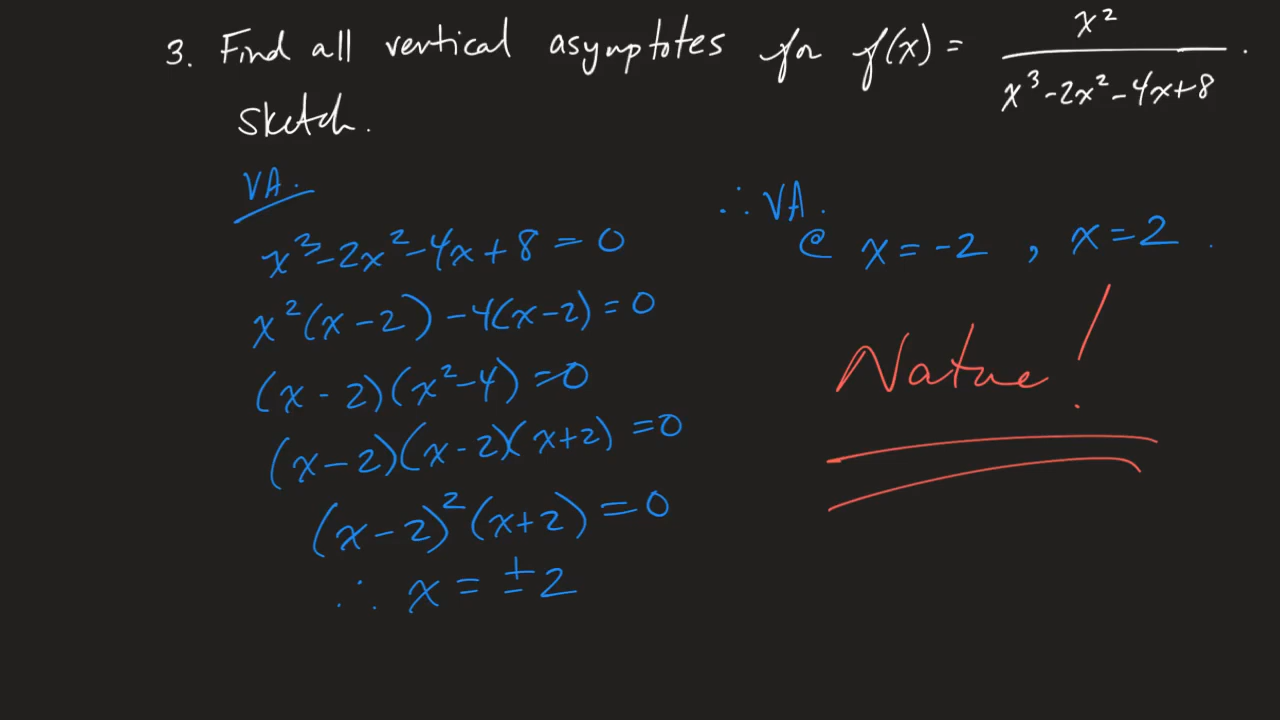 3. Find all vertical asymptotes for f(x) = x²/(x³-2x²-4x+8).
Sketch.
VA.
x³-2x²-4x+8=0
x²(x-2)-4(x-2)=0
(x-2)(x²-4)=0
(x-2)(x-2)(x+2)=0
(x-2)²(x+2)=0
∴ x=±2
∴ VA.
@ x=-2, x=2.
Nature!